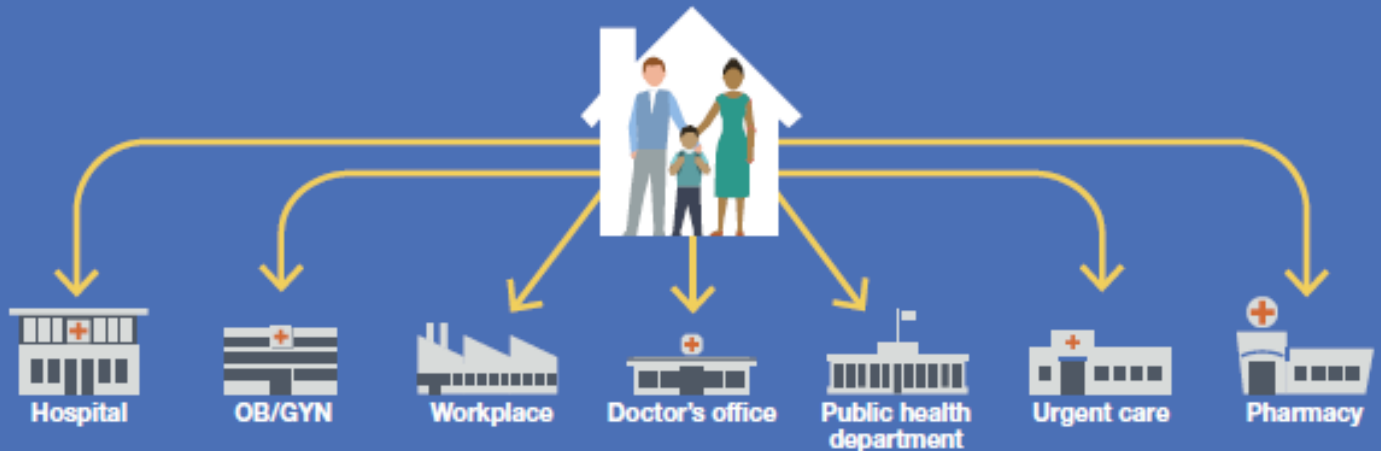 Hospital
OB/GYN
Workplace
Doctor's office
Public health
department
Urgent care
Pharmacy